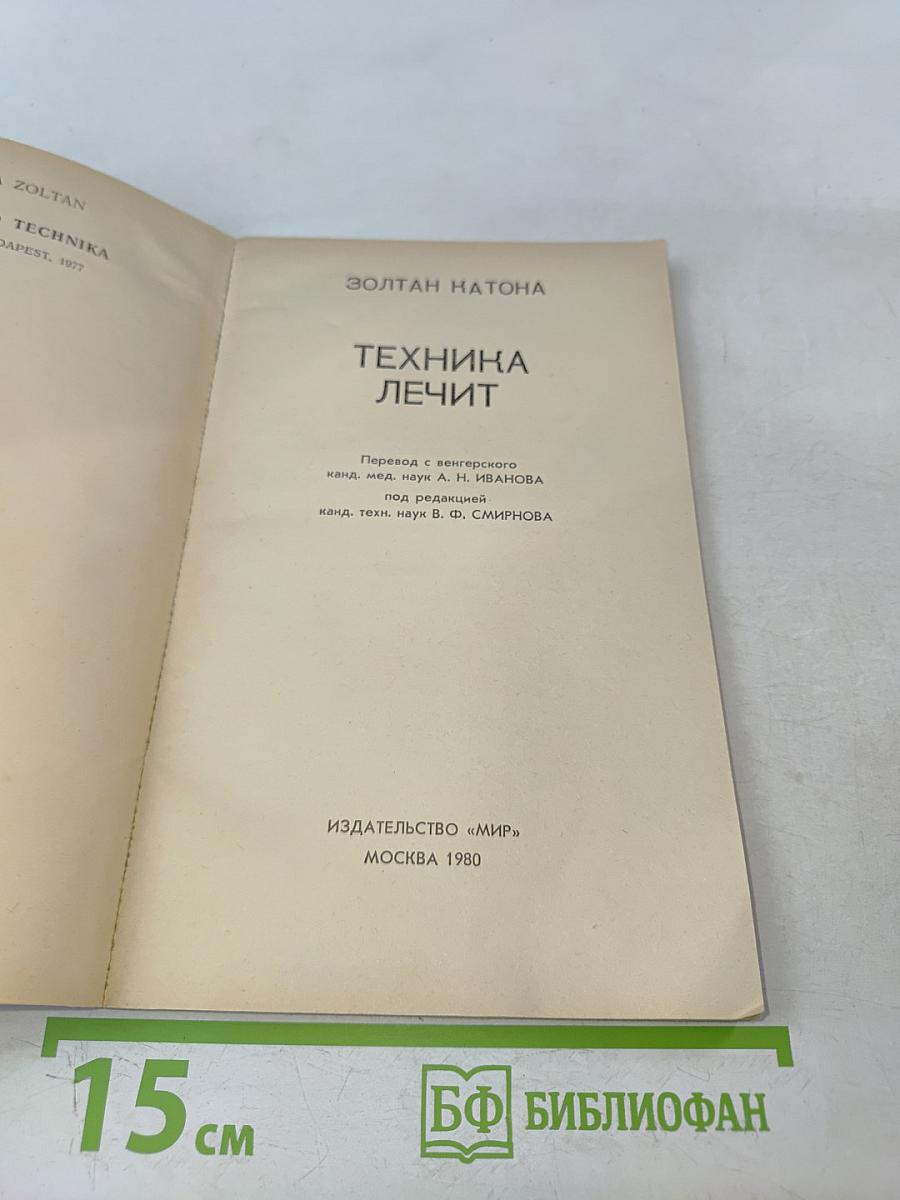 ZOLTAN
TECHNIKA
1977
ЗОЛТАН КАТОНА
ТЕХНИКА
ЛЕЧИТ
Перевод с венгерского
канд. мед. наук А. Н. ИВАНОВА
под редакцией
канд. техн. наук В. Ф. СМИРНОВА
ИЗДАТЕЛЬСТВО «МИР»
МОСКВА 1980
15 см
БФ БИБЛИОФАН